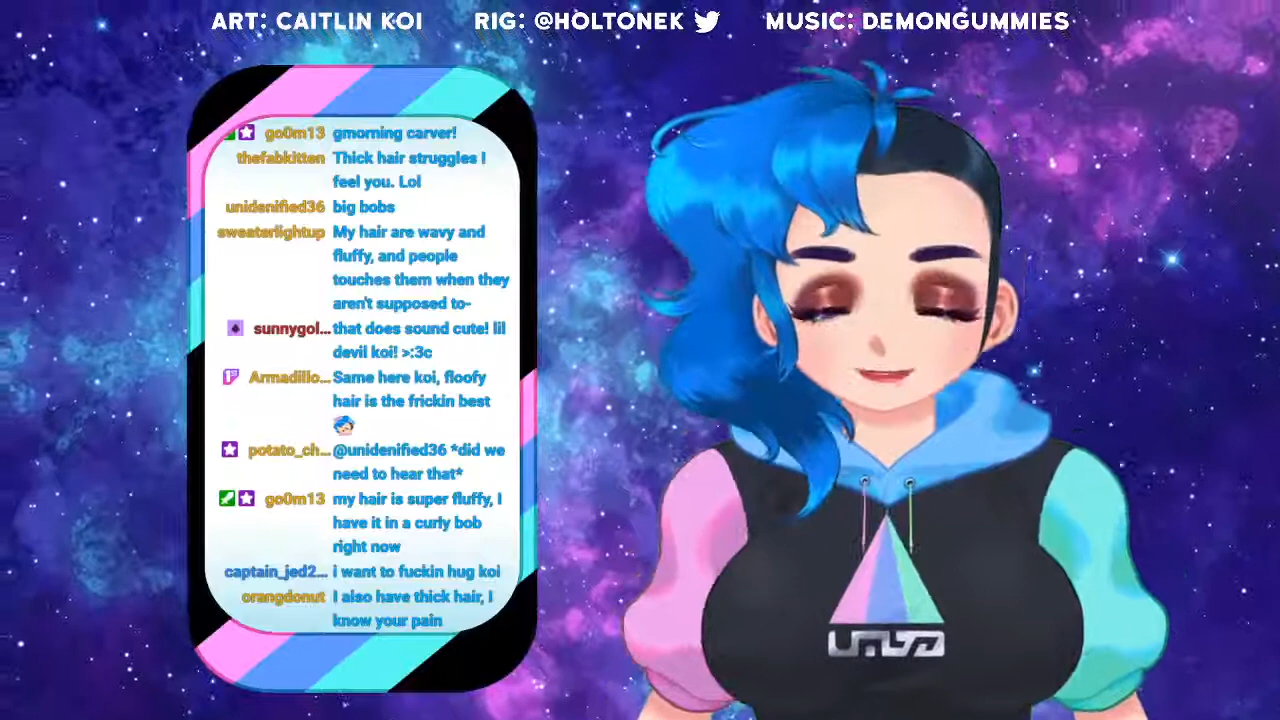 ART: CAITLIN KOI RIG: @HOLTONEK MUSIC: DEMONGUMMIES
go0m13 gmorning carver!
thefabkitten Thick hair struggles I
feel you. Lol
unidenified36 big bobs
sweaterlightup My hair are wavy and
fluffy, and people
touches them when they
aren't supposed to-
sunnygol... that does sound cute! lil
devil koi! >:3c
Armadillo... Same here koi, floofy
hair is the frickin best
potato_ch... @unidenified36 *did we
need to hear that*
go0m13 my hair is super fluffy, I
have it in a curly bob
right now
captain_jed2... i want to fuckin hug koi
orangdonut I also have thick hair, I
know your pain